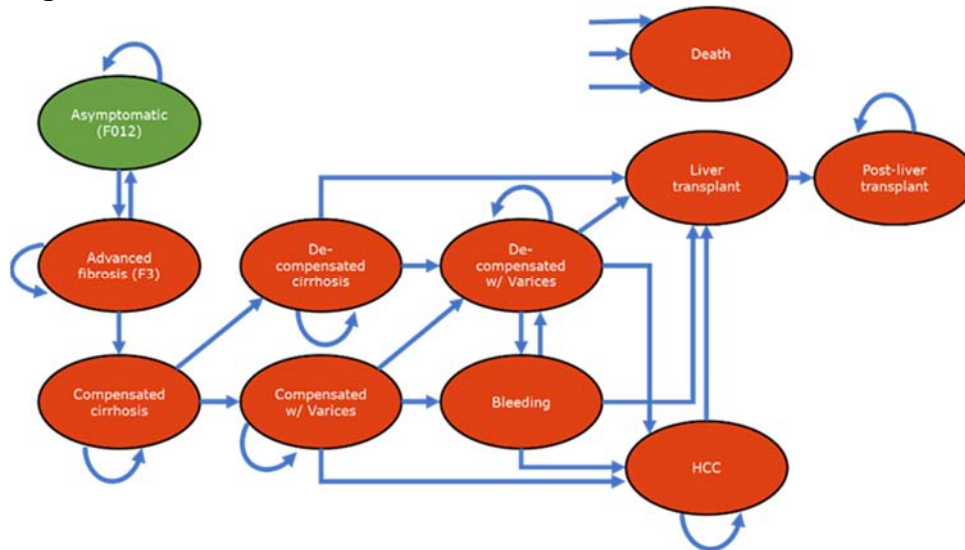 Death
Asymptomatic
(F012)
Liver
transplant
Post-liver
transplant
Advanced
fibrosis (F3)
De-
compensated
cirrhosis
De-
compensated
w/ Varices
Compensated
cirrhosis
Compensated
w/ Varices
Bleeding
HCC